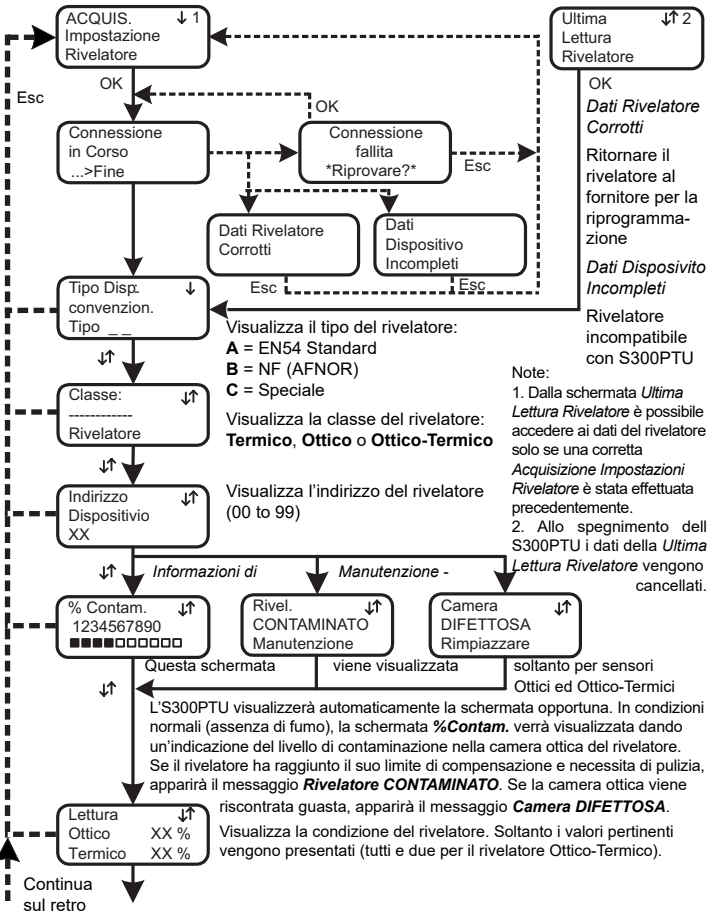 ACQUIS. ↓ 1
Impostazione
Rivelatore
Ultima ↓↑ 2
Lettura
Rivelatore
Esc
OK
OK
OK
Dati Rivelatore
Corrotti
Ritornare il
rivelatore al
fornitore per la
riprogramma-
zione
Dati Disposivito
Incompleti
Rivelatore
incompatibile
con S300PTU
Connessione
in Corso
...>Fine
Connessione
fallita
*Riprovare?*
Esc
Dati Rivelatore
Corrotti
Dati
Dispositivo
Incompleti
Esc
Esc
Tipo Disp. ↓
convenzion.
Tipo _ _
Visualizza il tipo del rivelatore:
A = EN54 Standard
B = NF (AFNOR)
C = Speciale
↓↑
Classe: ↓↑
------------
Rivelatore
Visualizza la classe del rivelatore:
Termico, Ottico o Ottico-Termico
Note:
1. Dalla schermata Ultima
Lettura Rivelatore è possibile
accedere ai dati del rivelatore
solo se una corretta
Acquisizione Impostazioni
Rivelatore è stata effettuata
precedentemente.
2. Allo spegnimento dell
S300PTU i dati della Ultima
Lettura Rivelatore vengono
cancellati.
↓↑
Indirizzo ↓↑
Dispositivio
XX
Visualizza l'indirizzo del rivelatore
(00 to 99)
↓↑ Informazioni di Manutenzione -
% Contam. ↓↑
1234567890
■■■■□□□□□□
Rivel. ↓↑
CONTAMINATO
Manutenzione
Camera ↓↑
DIFETTOSA
Rimpiazzare
Questa schermata viene visualizzata soltanto per sensori
Ottici ed Ottico-Termici
↓↑
L'S300PTU visualizzerà automaticamente la schermata opportuna. In condizioni
normali (assenza di fumo), la schermata %Contam. verrà visualizzata dando
un'indicazione del livello di contaminazione nella camera ottica del rivelatore.
Se il rivelatore ha raggiunto il suo limite di compensazione e necessita di pulizia,
apparirà il messaggio Rivelatore CONTAMINATO. Se la camera ottica viene
riscontrata guasta, apparirà il messaggio Camera DIFETTOSA.
Lettura ↓↑
Ottico XX %
Termico XX %
Visualizza la condizione del rivelatore. Soltanto i valori pertinenti
vengono presentati (tutti e due per il rivelatore Ottico-Termico).
Continua
sul retro